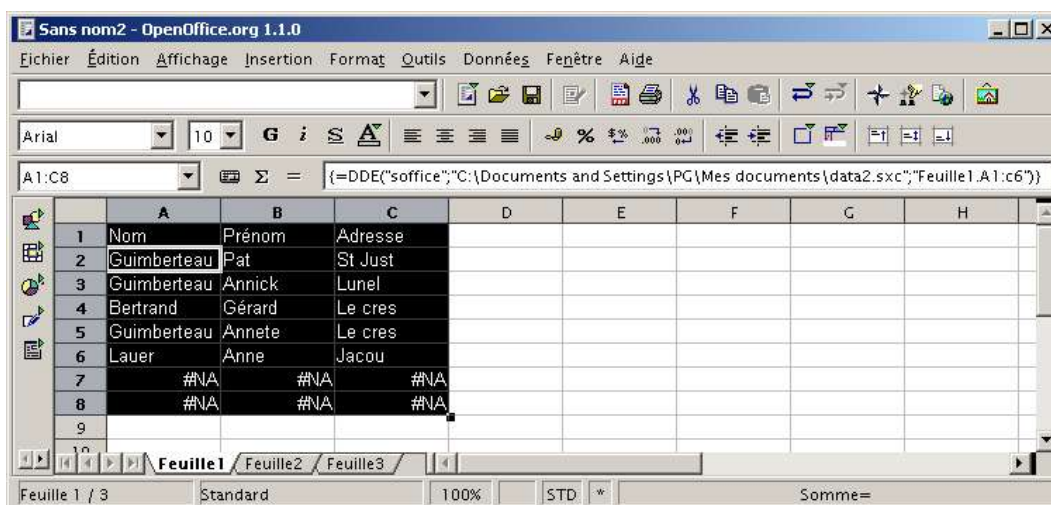 Sans nom2 - OpenOffice.org 1.1.0
Fichier Édition Affichage Insertion Format Outils Données Fenêtre Aide
Arial 10 G i S A % $% .000 .000
A1:C8 Σ = {=DDE("soffice";"C:\Documents and Settings\PG\Mes documents\data2.sxc";"Feuille1.A1:c6")}
A B C D E F G H
1 Nom Prénom Adresse
2 Guimberteau Pat St Just
3 Guimberteau Annick Lunel
4 Bertrand Gérard Le cres
5 Guimberteau Annete Le cres
6 Lauer Anne Jacou
7 #NA #NA #NA
8 #NA #NA #NA
9
10
Feuille1 Feuille2 Feuille3
Feuille 1 / 3 Standard 100% STD * Somme=